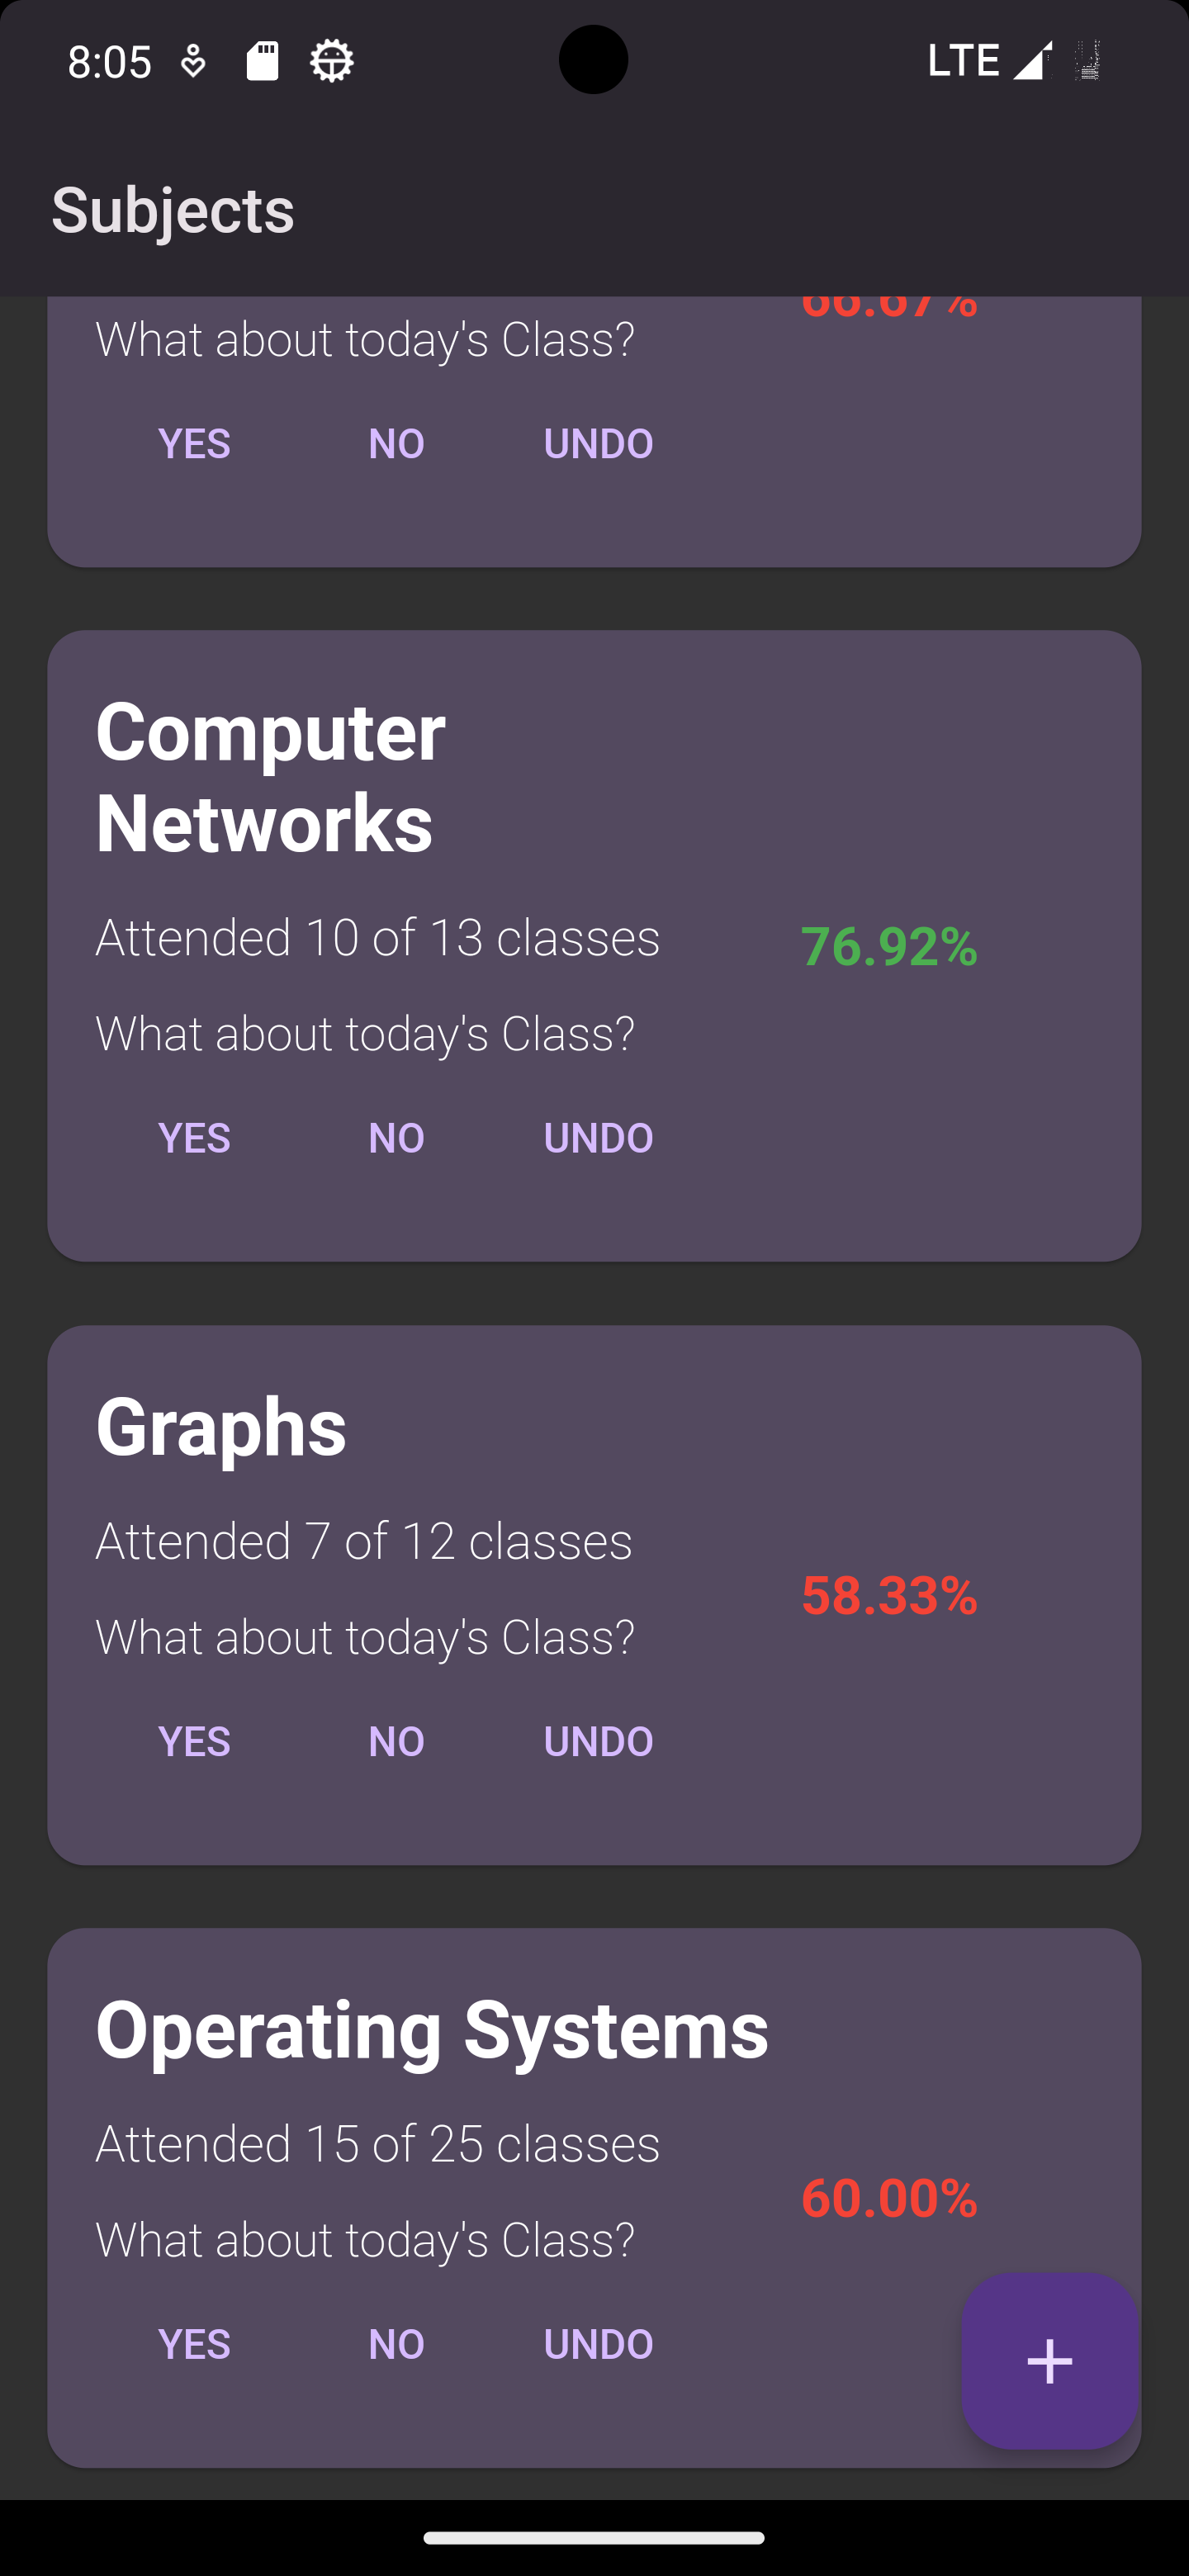 8:05 LTE
Subjects
66.67%
What about today's Class?
YES NO UNDO
Computer
Networks
Attended 10 of 13 classes
76.92%
What about today's Class?
YES NO UNDO
Graphs
Attended 7 of 12 classes
58.33%
What about today's Class?
YES NO UNDO
Operating Systems
Attended 15 of 25 classes
60.00%
What about today's Class?
YES NO UNDO
+